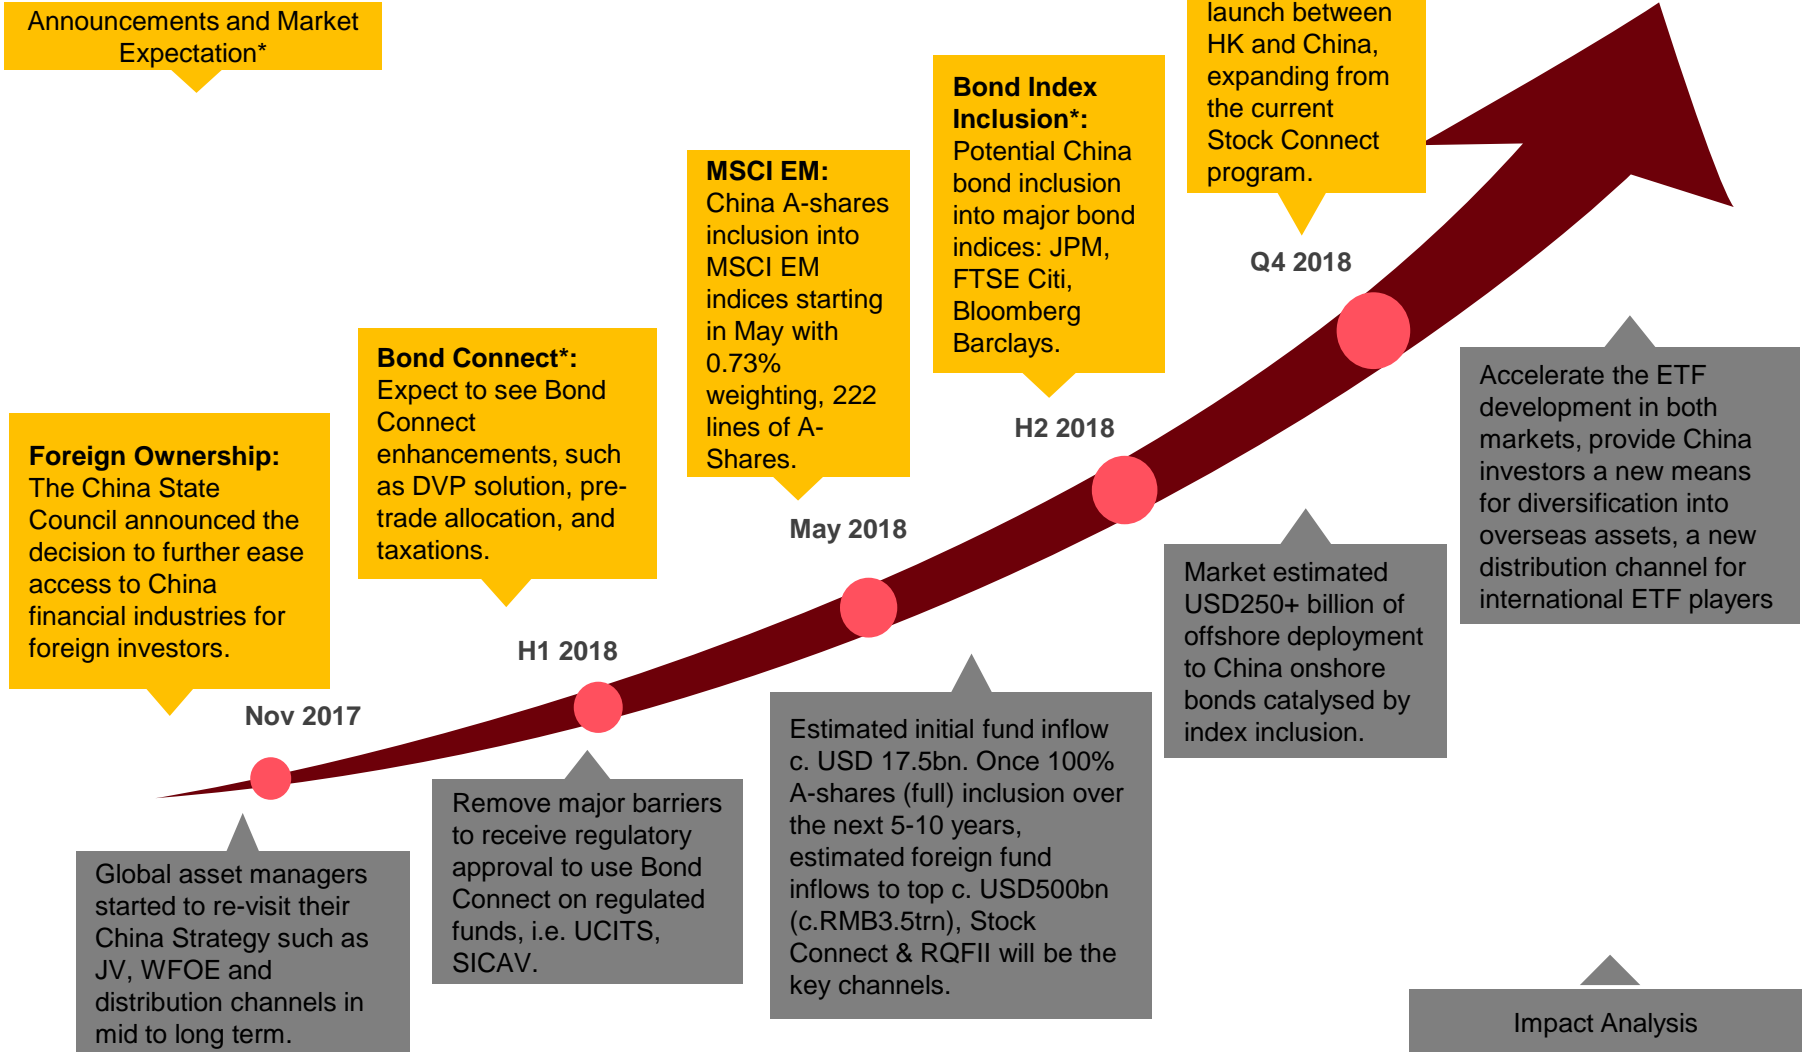 Announcements and Market
Expectation*
Foreign Ownership:
The China State
Council announced the
decision to further ease
access to China
financial industries for
foreign investors.
Nov 2017
Global asset managers
started to re-visit their
China Strategy such as
JV, WFOE and
distribution channels in
mid to long term.
Bond Connect*:
Expect to see Bond
Connect
enhancements, such
as DVP solution, pre-
trade allocation, and
taxations.
H1 2018
Remove major barriers
to receive regulatory
approval to use Bond
Connect on regulated
funds, i.e. UCITS,
SICAV.
MSCI EM:
China A-shares
inclusion into
MSCI EM
indices starting
in May with
0.73%
weighting, 222
lines of A-
Shares.
May 2018
Estimated initial fund inflow
c. USD 17.5bn. Once 100%
A-shares (full) inclusion over
the next 5-10 years,
estimated foreign fund
inflows to top c. USD500bn
(c.RMB3.5trn), Stock
Connect & RQFII will be the
key channels.
Bond Index
Inclusion*:
Potential China
bond inclusion
into major bond
indices: JPM,
FTSE Citi,
Bloomberg
Barclays.
H2 2018
Market estimated
USD250+ billion of
offshore deployment
to China onshore
bonds catalysed by
index inclusion.
launch between
HK and China,
expanding from
the current
Stock Connect
program.
Q4 2018
Accelerate the ETF
development in both
markets, provide China
investors a new means
for diversification into
overseas assets, a new
distribution channel for
international ETF players
Impact Analysis